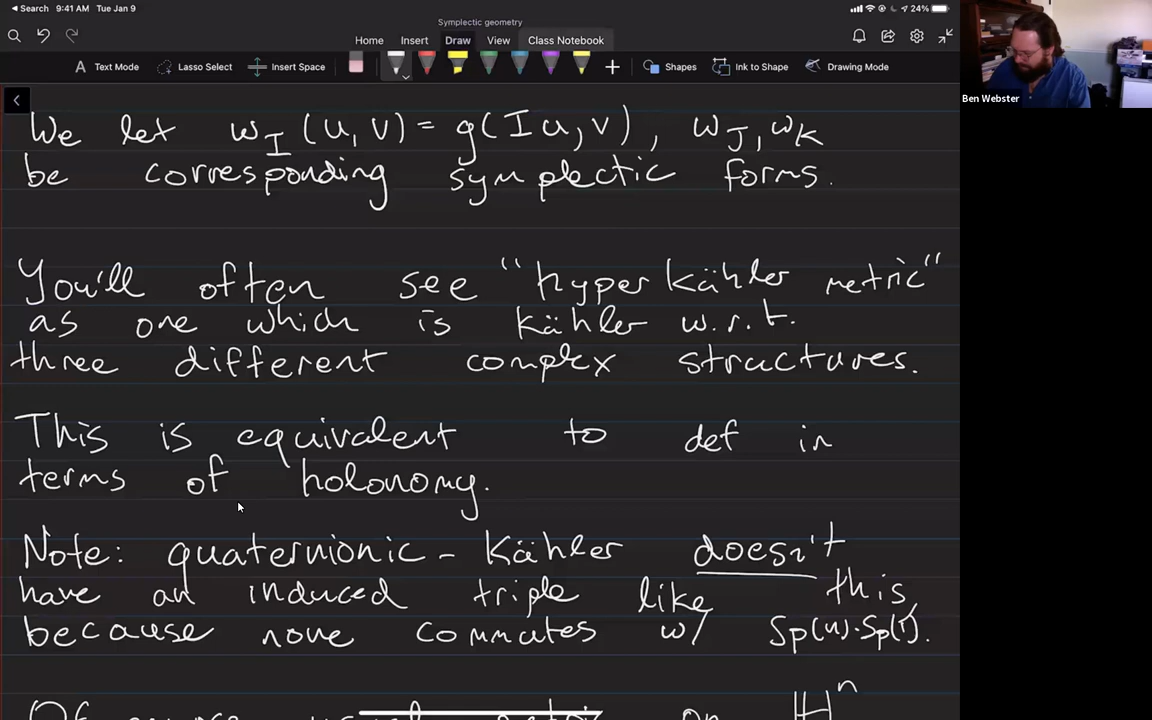 Search 9:41 AM Tue Jan 9
24%
Symplectic geometry
Home Insert Draw View Class Notebook
Text Mode Lasso Select Insert Space Shapes Ink to Shape Drawing Mode
Ben Webster
We let ω_I (u, v) = g(I u, v), ω_J, ω_K
be corresponding symplectic forms.
You'll often see "hyperkähler metric"
as one which is Kähler w.r.t.
three different complex structures.
This is equivalent to def in
terms of holonomy.
Note: quaternionic-Kähler doesn't
have an induced triple like this,
because none commutes w/ Sp(n)·Sp(1).
on ℍ^n